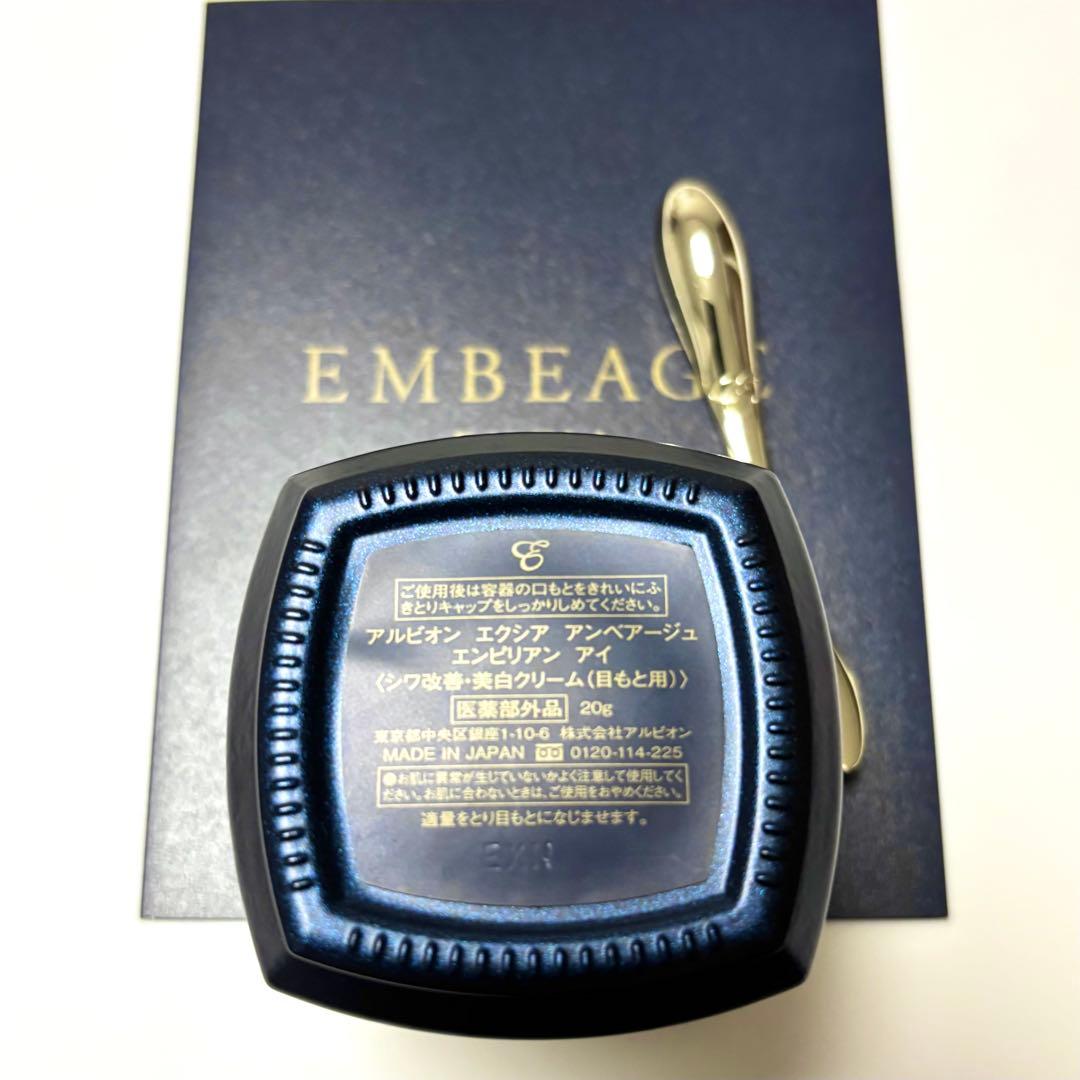 EMBEAGE
ご使用後は容器の口もとをきれいにふ
きとりキャップをしっかりしめてください。
アルビオン エクシア アンベアージュ
エンピリアン アイ
〈シワ改善・美白クリーム(目もと用)〉
医薬部外品 20g
東京都中央区銀座1-10-6 株式会社アルビオン
MADE IN JAPAN 0120-114-225
●お肌に異常が生じていないかよく注意して使用してく
ださい。お肌に合わないときは、ご使用をおやめください。
適量をとり目もとになじませます。